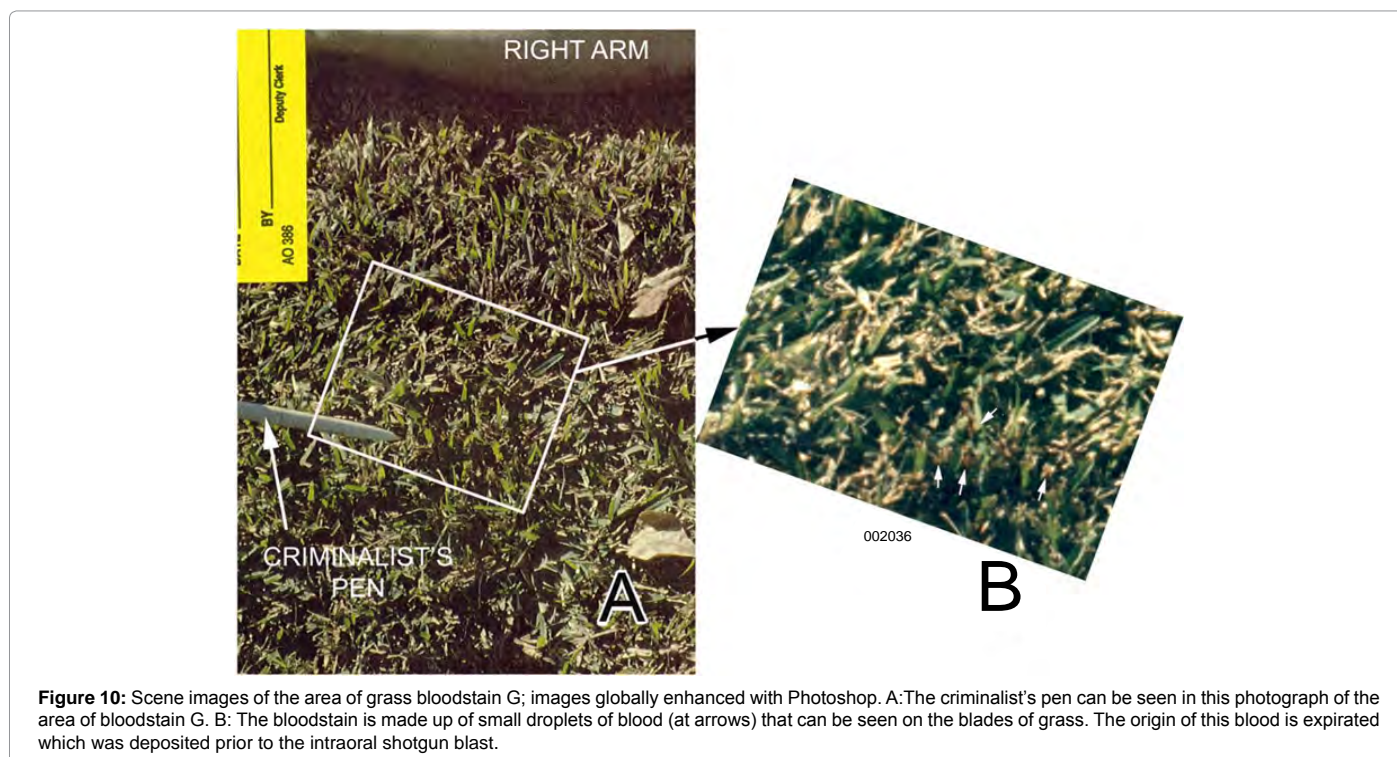 RIGHT ARM
Deputy Clerk
BY
AO 386
CRIMINALIST'S
PEN
A
002036
B
Figure 10: Scene images of the area of grass bloodstain G; images globally enhanced with Photoshop. A:The criminalist's pen can be seen in this photograph of the
area of bloodstain G. B: The bloodstain is made up of small droplets of blood (at arrows) that can be seen on the blades of grass. The origin of this blood is expirated
which was deposited prior to the intraoral shotgun blast.